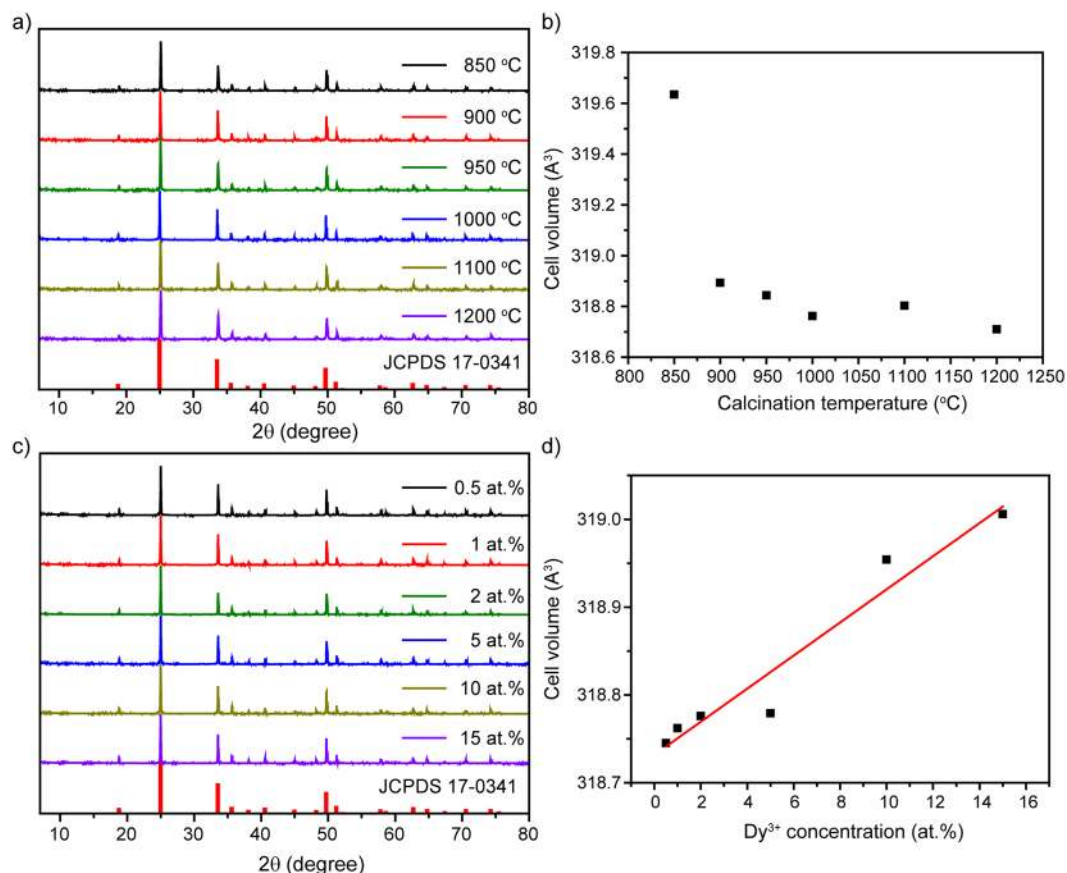 a)
850 °C
900 °C
950 °C
1000 °C
1100 °C
1200 °C
JCPDS 17-0341
10 20 30 40 50 60 70 80
2θ (degree)
b)
319.8
319.6
319.4
319.2
319.0
318.8
318.6
Cell volume (A³)
800 850 900 950 1000 1050 1100 1150 1200 1250
Calcination temperature (°C)
c)
0.5 at.%
1 at.%
2 at.%
5 at.%
10 at.%
15 at.%
JCPDS 17-0341
10 20 30 40 50 60 70 80
2θ (degree)
d)
319.0
318.9
318.8
318.7
Cell volume (A³)
0 2 4 6 8 10 12 14 16
Dy³⁺ concentration (at.%)